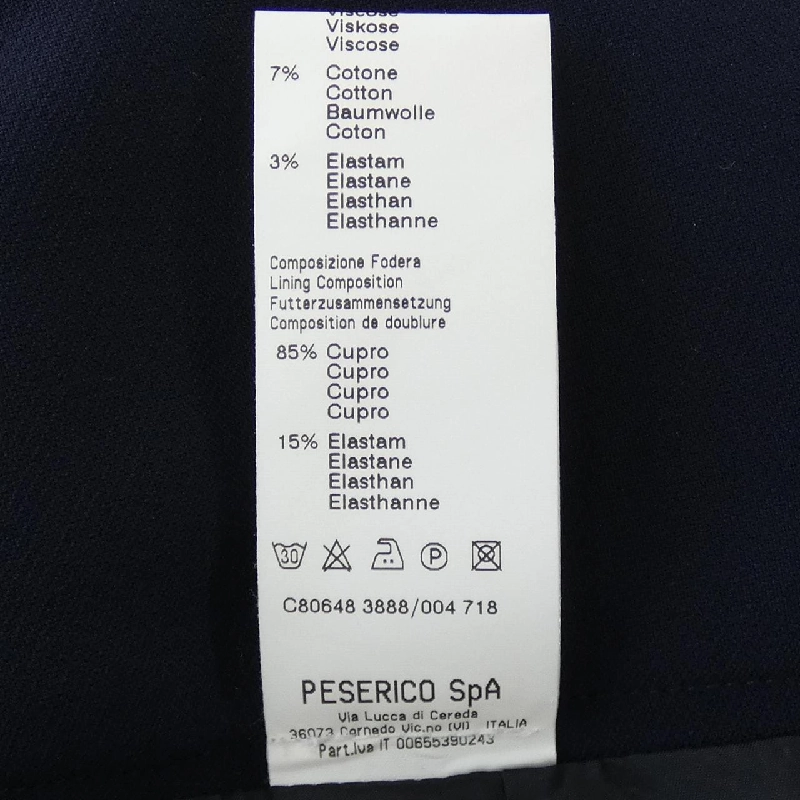 Viscose
Viskose
Viscose
7% Cotone
Cotton
Baumwolle
Coton
3% Elastam
Elastane
Elasthan
Elasthanne
Composizione Fodera
Lining Composition
Futterzusammensetzung
Composition de doublure
85% Cupro
Cupro
Cupro
Cupro
15% Elastam
Elastane
Elasthan
Elasthanne
30 P
C80648 3888/004 718
PESERICO SpA
Via Lucca di Cereda
36073 Cornedo Vic.no (VI) ITALIA
Part.Iva IT 00655390243